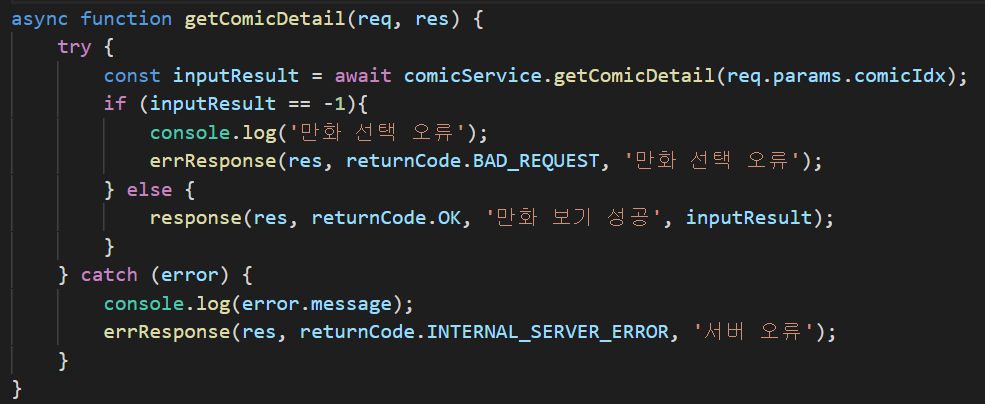 async function getComicDetail(req, res) {
    try {
        const inputResult = await comicService.getComicDetail(req.params.comicIdx);
        if (inputResult == -1){
            console.log('만화 선택 오류');
            errResponse(res, returnCode.BAD_REQUEST, '만화 선택 오류');
        } else {
            response(res, returnCode.OK, '만화 보기 성공', inputResult);
        }
    } catch (error) {
        console.log(error.message);
        errResponse(res, returnCode.INTERNAL_SERVER_ERROR, '서버 오류');
    }
}